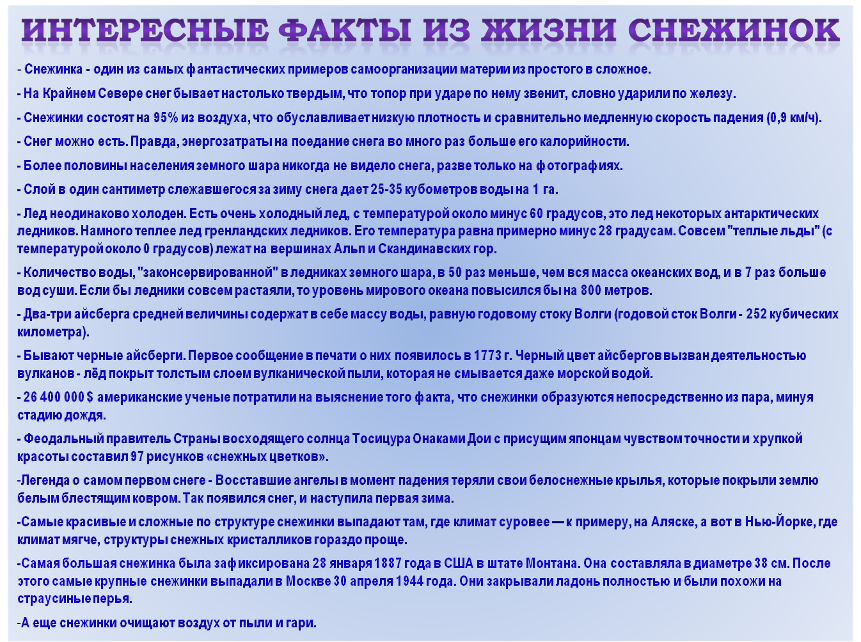 ИНТЕРЕСНЫЕ ФАКТЫ ИЗ ЖИЗНИ СНЕЖИНОК
- Снежинка - один из самых фантастических примеров самоорганизации материи из простого в сложное.
- На Крайнем Севере снег бывает настолько твердым, что топор при ударе по нему звенит, словно ударили по железу.
- Снежинки состоят на 95% из воздуха, что обуславливает низкую плотность и сравнительно медленную скорость падения (0,9 км/ч).
- Снег можно есть. Правда, энергозатраты на поедание снега во много раз больше его калорийности.
- Более половины населения земного шара никогда не видело снега, разве только на фотографиях.
- Слой в один сантиметр слежавшегося за зиму снега дает 25-35 кубометров воды на 1 га.
- Лед неодинаково холоден. Есть очень холодный лед, с температурой около минус 60 градусов, это лед некоторых антарктических
ледников. Намного теплее лед гренландских ледников. Его температура равна примерно минус 28 градусам. Совсем "теплые льды" (с
температурой около 0 градусов) лежат на вершинах Альп и Скандинавских гор.
- Количество воды, "законсервированной" в ледниках земного шара, в 50 раз меньше, чем вся масса океанских вод, и в 7 раз больше
вод суши. Если бы ледники совсем растаяли, то уровень мирового океана повысился бы на 800 метров.
- Два-три айсберга средней величины содержат в себе массу воды, равную годовому стоку Волги (годовой сток Волги - 252 кубических
километра).
- Бывают черные айсберги. Первое сообщение в печати о них появилось в 1773 г. Черный цвет айсбергов вызван деятельностью
вулканов - лёд покрыт толстым слоем вулканической пыли, которая не смывается даже морской водой.
- 26 400 000 $ американские ученые потратили на выяснение того факта, что снежинки образуются непосредственно из пара, минуя
стадию дождя.
- Феодальный правитель Страны восходящего солнца Тосицура Онаками Дои с присущим японцам чувством точности и хрупкой
красоты составил 97 рисунков «снежных цветков».
-Легенда о самом первом снеге - Восставшие ангелы в момент падения теряли свои белоснежные крылья, которые покрыли землю
белым блестящим ковром. Так появился снег, и наступила первая зима.
-Самые красивые и сложные по структуре снежинки выпадают там, где климат суровее — к примеру, на Аляске, а вот в Нью-Йорке, где
климат мягче, структуры снежных кристалликов гораздо проще.
-Самая большая снежинка была зафиксирована 28 января 1887 года в США в штате Монтана. Она составляла в диаметре 38 см. После
этого самые крупные снежинки выпадали в Москве 30 апреля 1944 года. Они закрывали ладонь полностью и были похожи на
страусиные перья.
-А еще снежинки очищают воздух от пыли и гари.